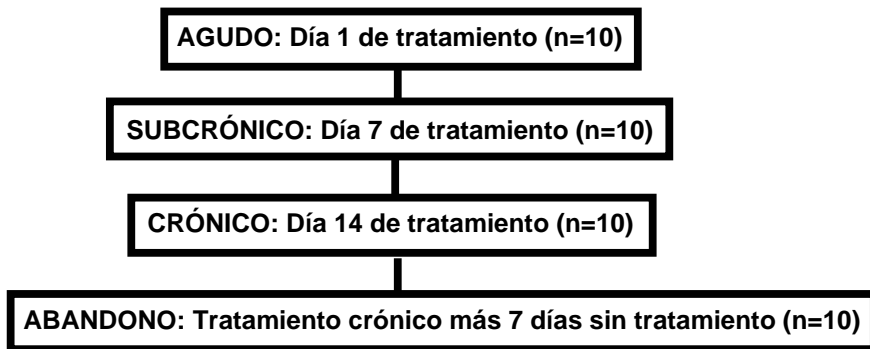 AGUDO: Día 1 de tratamiento (n=10)
SUBCRÓNICO: Día 7 de tratamiento (n=10)
CRÓNICO: Día 14 de tratamiento (n=10)
ABANDONO: Tratamiento crónico más 7 días sin tratamiento (n=10)